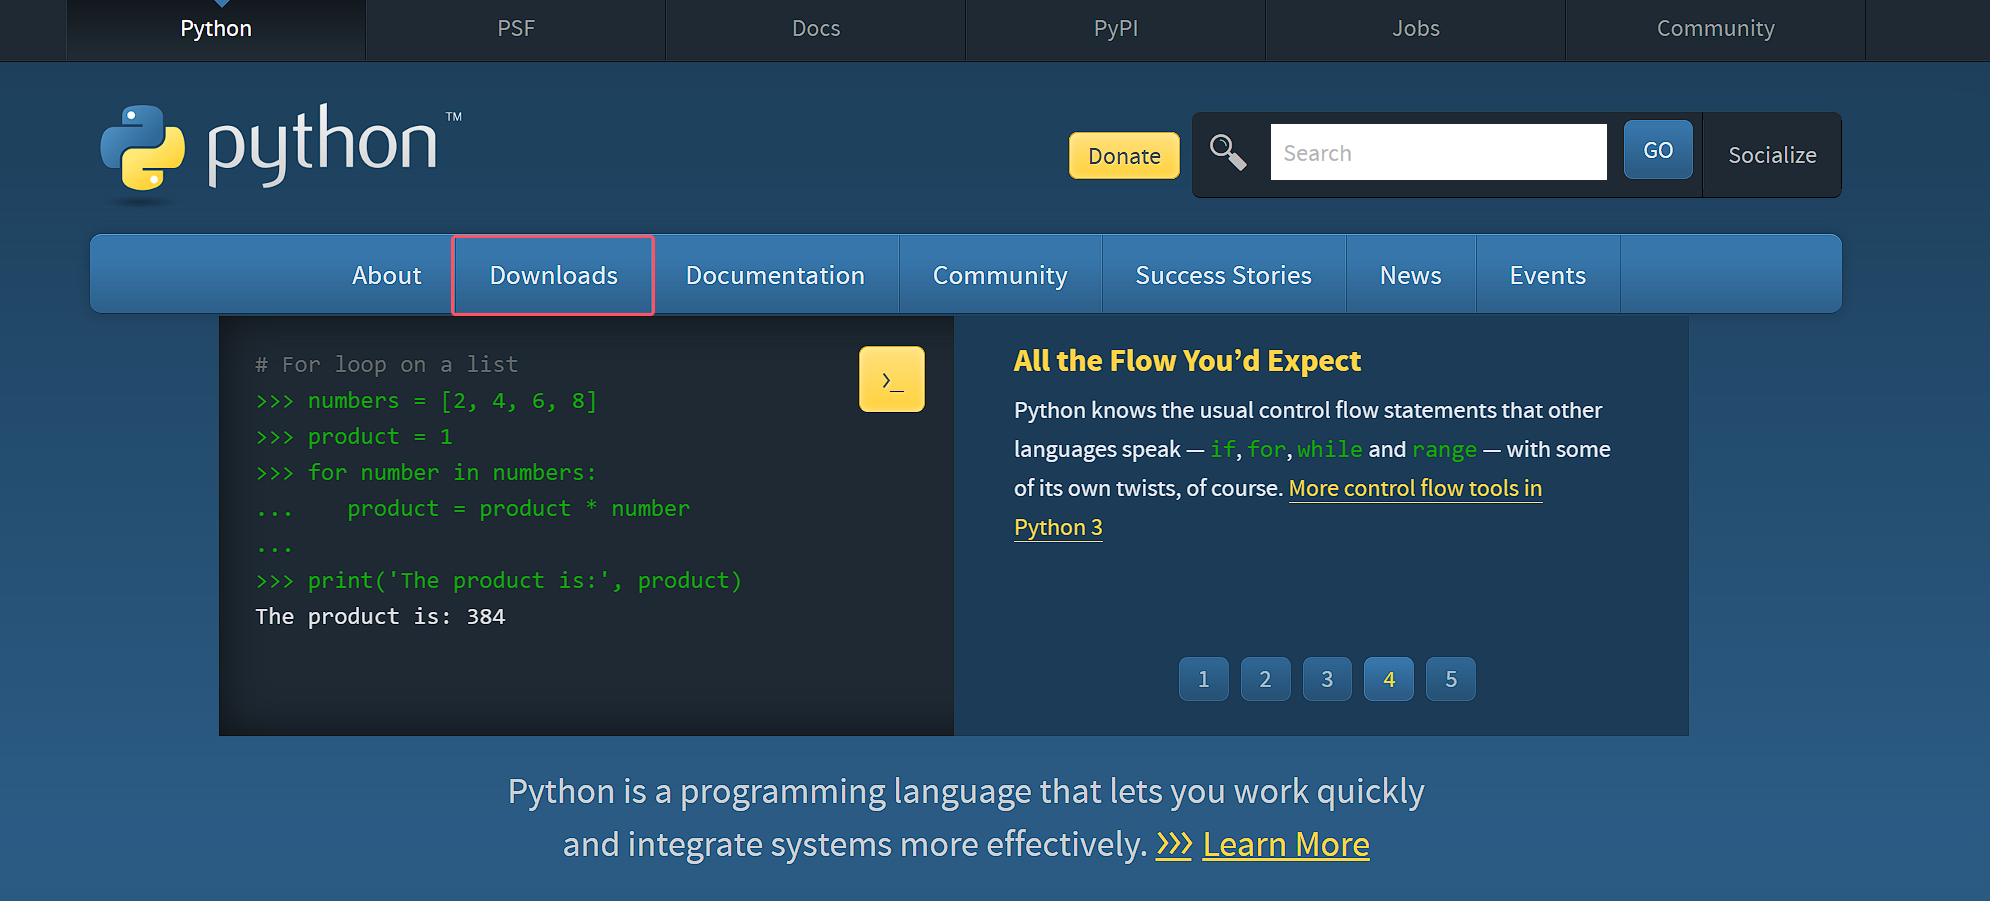 Python PSF Docs PyPI Jobs Community
python TM
Donate Search GO Socialize
About Downloads Documentation Community Success Stories News Events
# For loop on a list
>>> numbers = [2, 4, 6, 8]
>>> product = 1
>>> for number in numbers:
...    product = product * number
...
>>> print('The product is:', product)
The product is: 384
>_
All the Flow You’d Expect
Python knows the usual control flow statements that other
languages speak — if, for, while and range — with some
of its own twists, of course. More control flow tools in
Python 3
1 2 3 4 5
Python is a programming language that lets you work quickly
and integrate systems more effectively. >>> Learn More